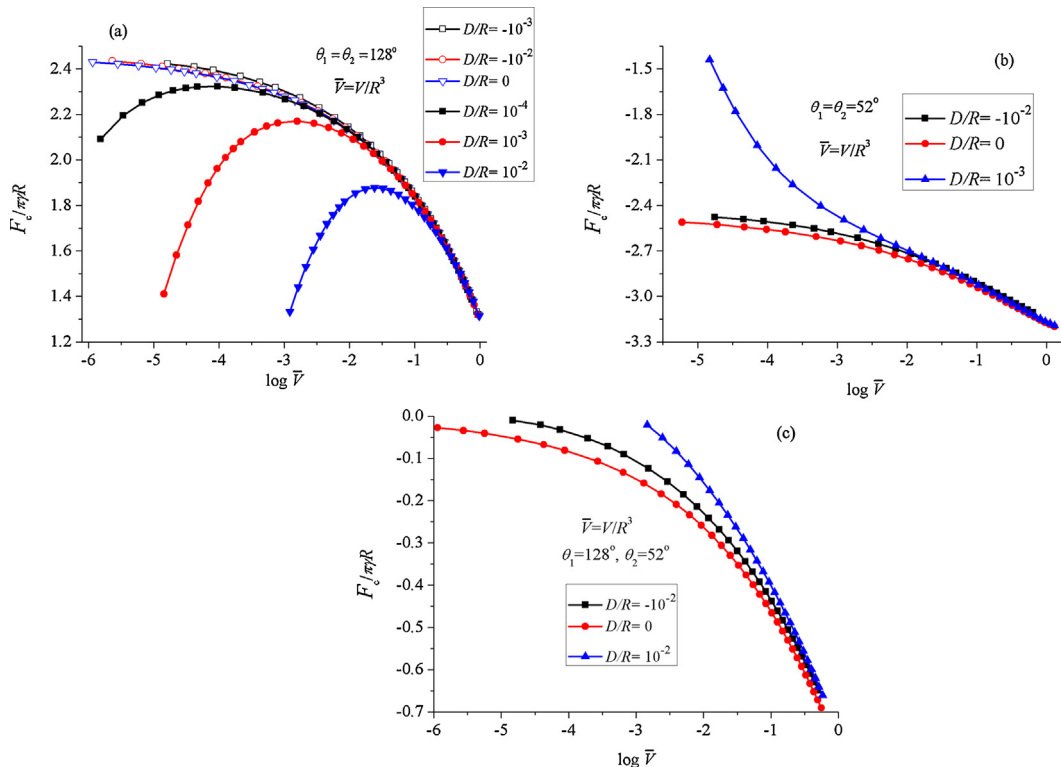 (a)
θ₁ = θ₂ = 128°
V̄=V/R³
D/R= -10⁻³
D/R= -10⁻²
D/R= 0
D/R= 10⁻⁴
D/R= 10⁻³
D/R= 10⁻²
F_c/πγR
2.4
2.2
2.0
1.8
1.6
1.4
1.2
-6 -5 -4 -3 -2 -1 0
log V̄
(b)
θ₁=θ₂=52°
V̄=V/R³
D/R= -10⁻²
D/R= 0
D/R= 10⁻³
F_c/πγR
-1.5
-1.8
-2.1
-2.4
-2.7
-3.0
-3.3
-5 -4 -3 -2 -1 0
log V̄
(c)
V̄=V/R³
θ₁=128°, θ₂=52°
D/R= -10⁻²
D/R= 0
D/R= 10⁻²
F_c/πγR
0.0
-0.1
-0.2
-0.3
-0.4
-0.5
-0.6
-0.7
-6 -5 -4 -3 -2 -1 0
log V̄